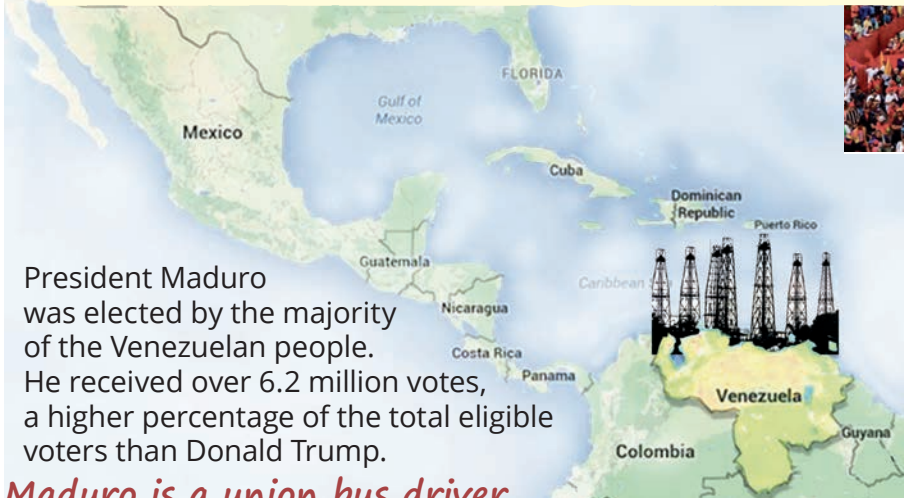 FLORIDA
Gulf of
Mexico
Mexico
Cuba
Dominican
Republic
Puerto Rico
Guatemala
Caribbean
Nicaragua
Costa Rica
Panama
Venezuela
Guyana
Colombia
President Maduro
was elected by the majority
of the Venezuelan people.
He received over 6.2 million votes,
a higher percentage of the total eligible
voters than Donald Trump.
Maduro is a union bus driver